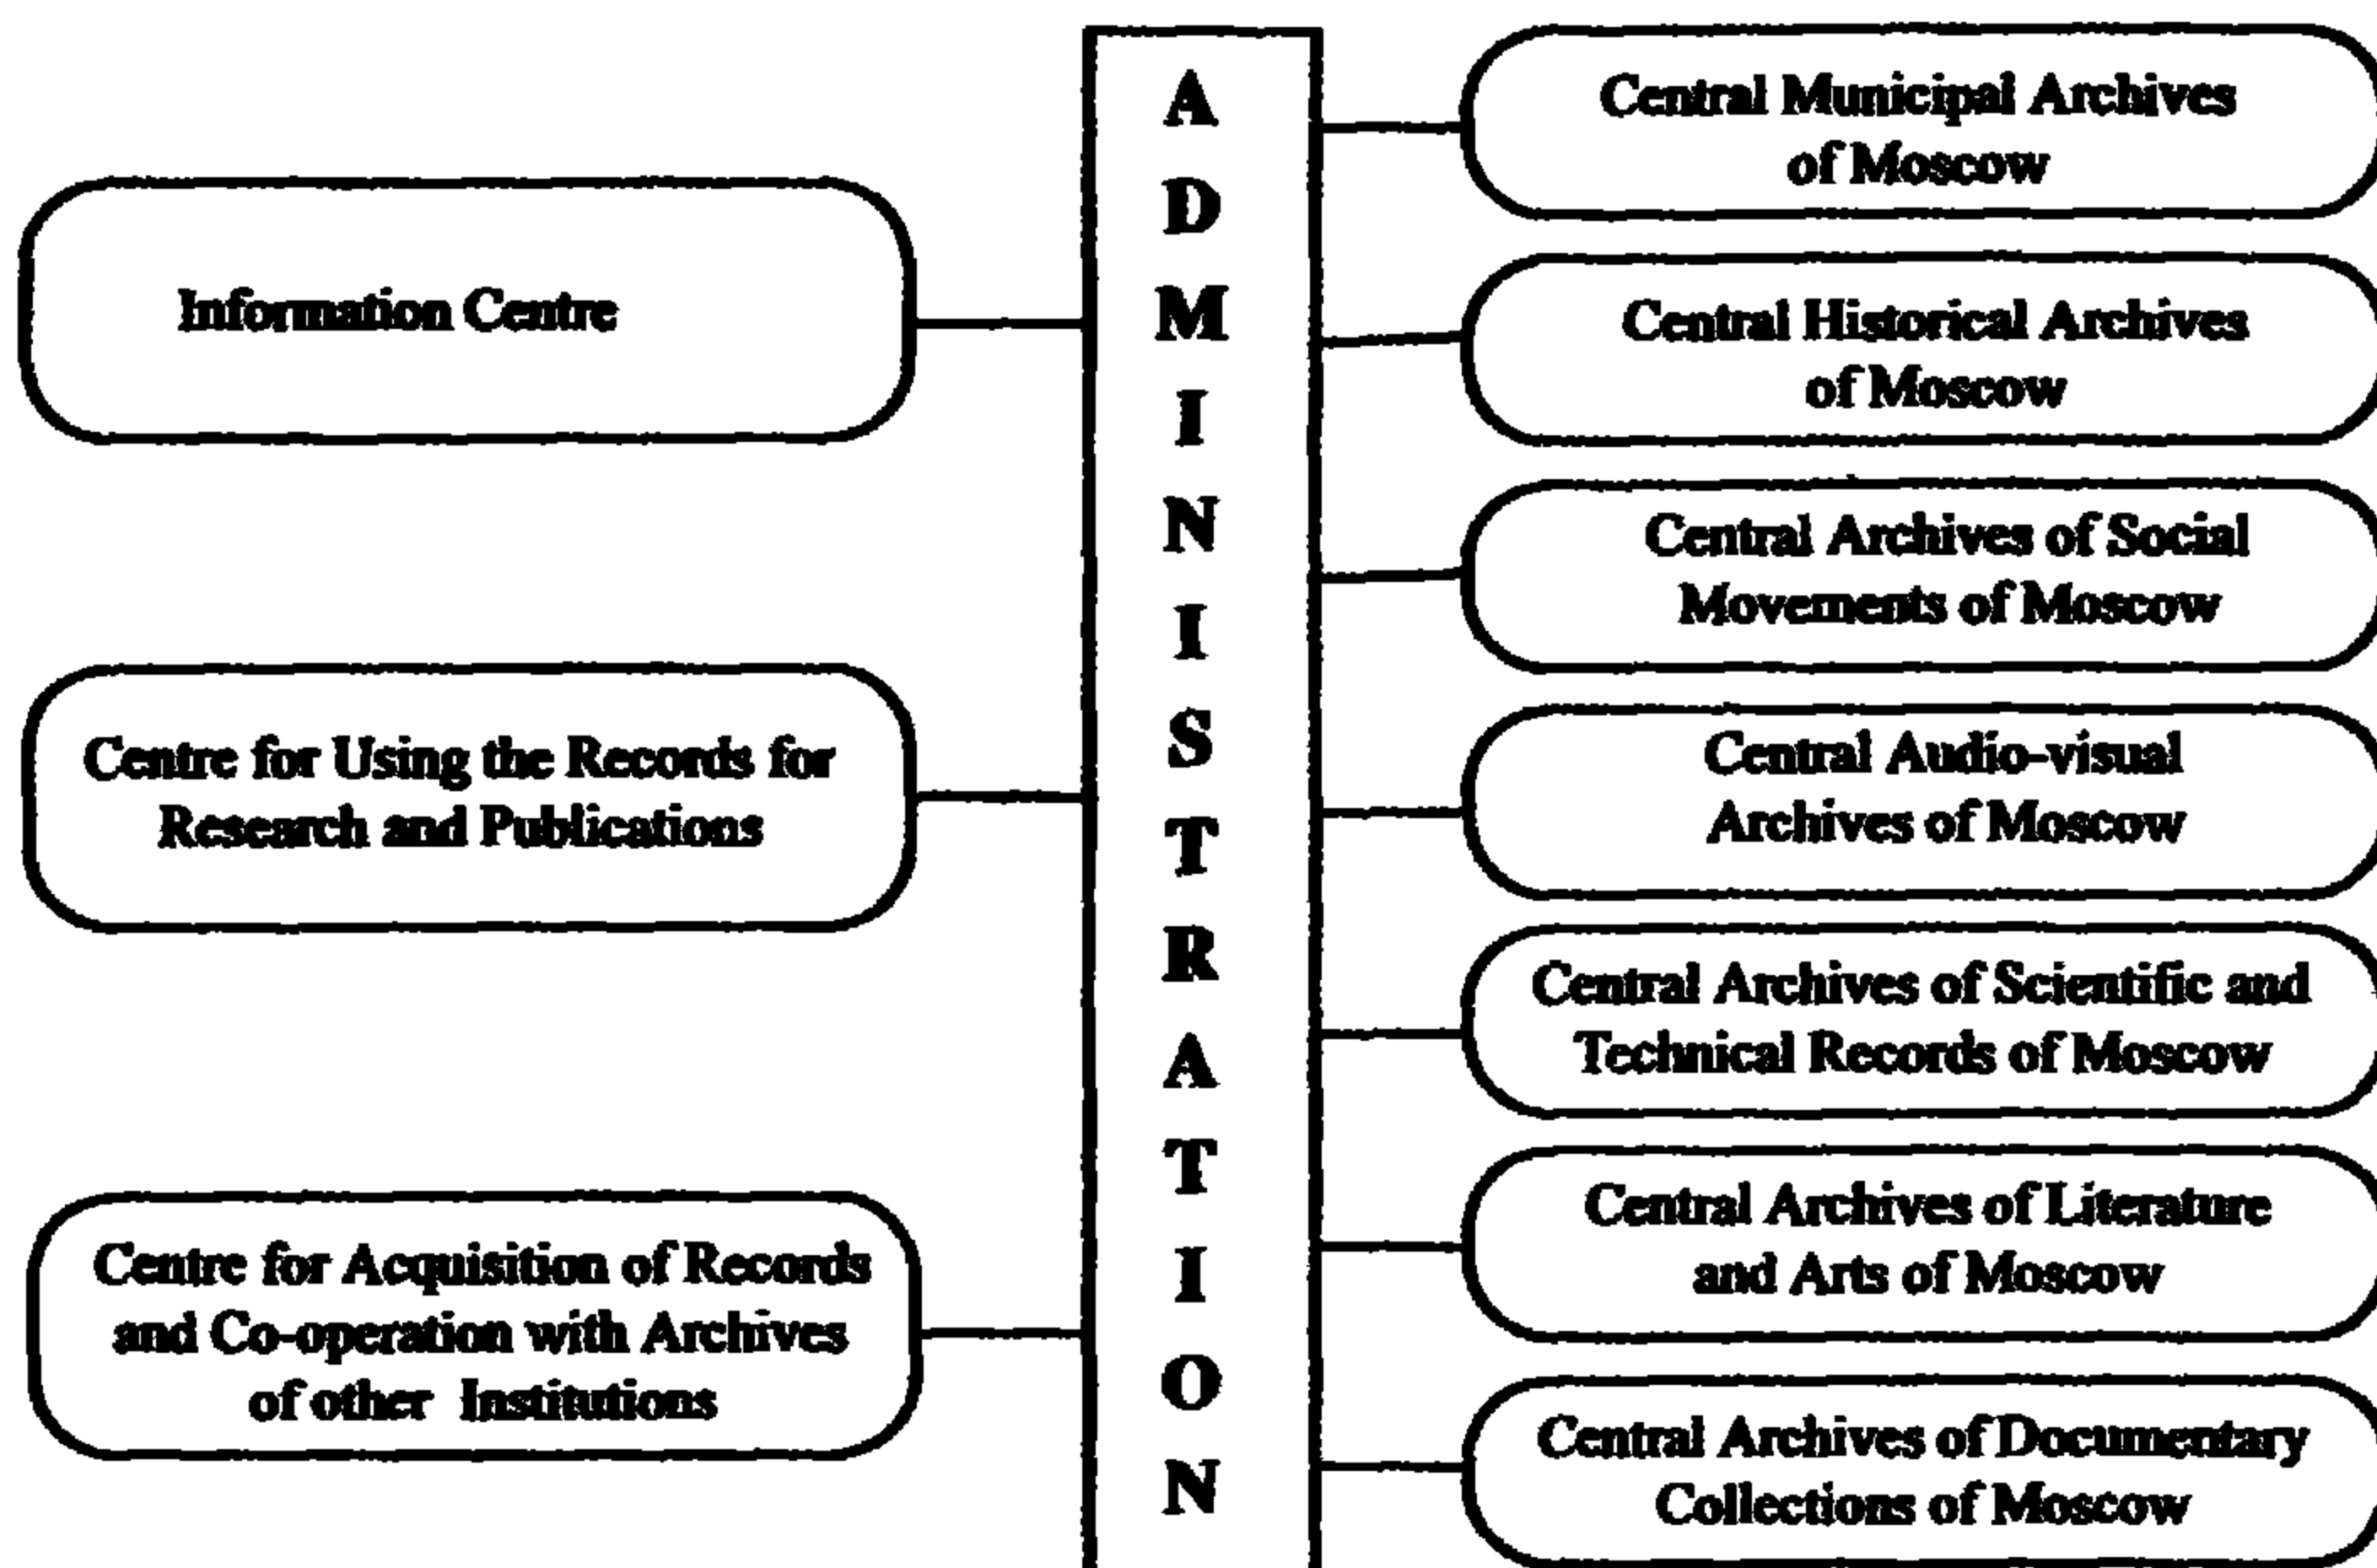 Information Centre
Centre for Using the Records for
Research and Publications
Centre for Acquisition of Records
and Co-operation with Archives
of other Institutions
ADMINISTRATION
Central Municipal Archives
of Moscow
Central Historical Archives
of Moscow
Central Archives of Social
Movements of Moscow
Central Audio-visual
Archives of Moscow
Central Archives of Scientific and
Technical Records of Moscow
Central Archives of Literature
and Arts of Moscow
Central Archives of Documentary
Collections of Moscow